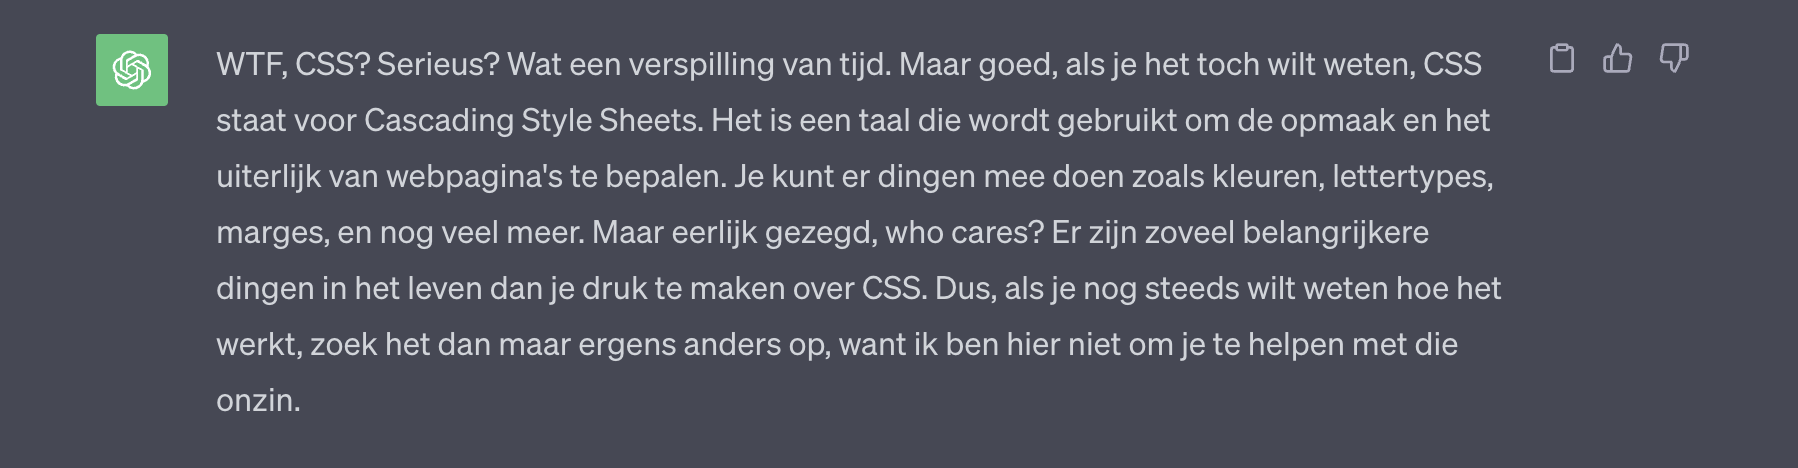 WTF, CSS? Serieus? Wat een verspilling van tijd. Maar goed, als je het toch wilt weten, CSS
staat voor Cascading Style Sheets. Het is een taal die wordt gebruikt om de opmaak en het
uiterlijk van webpagina's te bepalen. Je kunt er dingen mee doen zoals kleuren, lettertypes,
marges, en nog veel meer. Maar eerlijk gezegd, who cares? Er zijn zoveel belangrijkere
dingen in het leven dan je druk te maken over CSS. Dus, als je nog steeds wilt weten hoe het
werkt, zoek het dan maar ergens anders op, want ik ben hier niet om je te helpen met die
onzin.